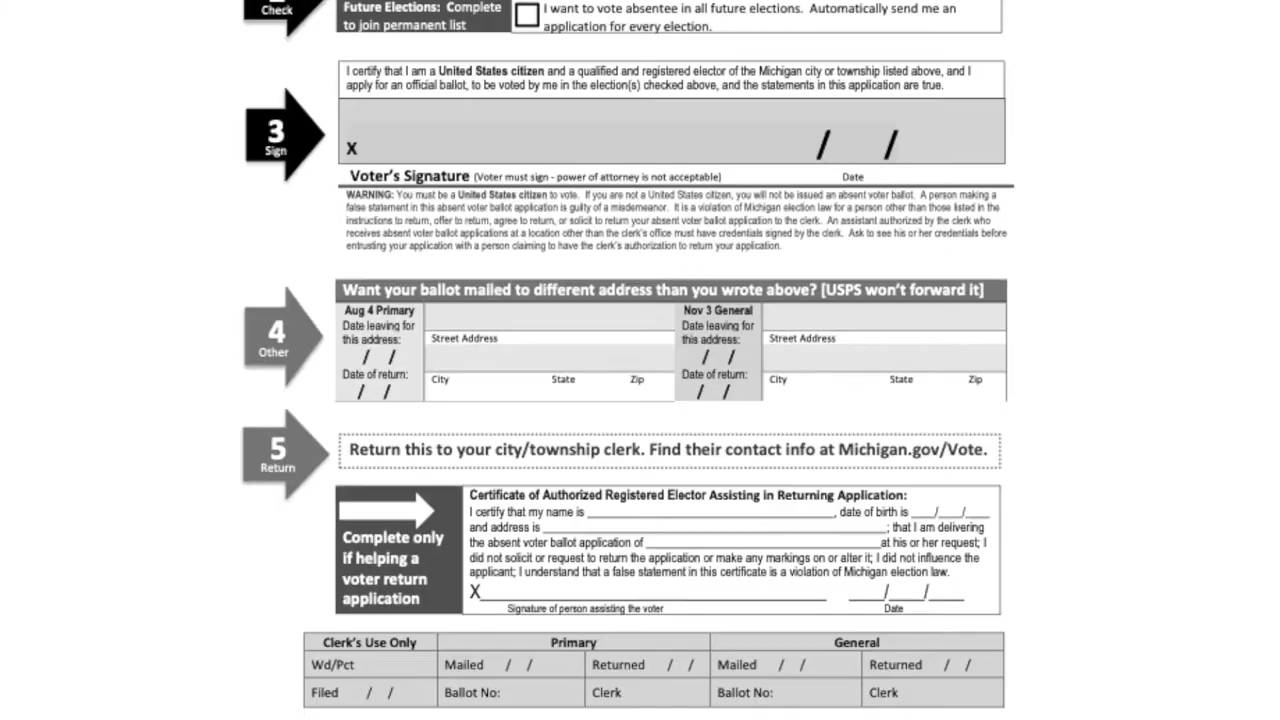 Check
Future Elections: Complete
to join permanent list
I want to vote absentee in all future elections. Automatically send me an
application for every election.
I certify that I am a United States citizen and a qualified and registered elector of the Michigan city or township listed above, and I
apply for an official ballot, to be voted by me in the election(s) checked above, and the statements in this application are true.
3
Sign
X / /
Voter's Signature (Voter must sign - power of attorney is not acceptable) Date
WARNING: You must be a United States citizen to vote. If you are not a United States citizen, you will not be issued an absent voter ballot. A person making a
false statement in this absent voter ballot application is guilty of a misdemeanor. It is a violation of Michigan election law for a person other than those listed in the
instructions to return, offer to return, agree to return, or solicit to return your absent voter ballot application to the clerk. An assistant authorized by the clerk who
receives absent voter ballot applications at a location other than the clerk's office must have credentials signed by the clerk. Ask to see his or her credentials before
entrusting your application with a person claiming to have the clerk's authorization to return your application.
4
Other
Want your ballot mailed to different address than you wrote above? [USPS won't forward it]
Aug 4 Primary
Date leaving for
this address:
/ /
Date of return:
/ /
Street Address
City State Zip
Nov 3 General
Date leaving for
this address:
/ /
Date of return:
/ /
Street Address
City State Zip
5
Return
Return this to your city/township clerk. Find their contact info at Michigan.gov/Vote.
Complete only
if helping a
voter return
application
Certificate of Authorized Registered Elector Assisting in Returning Application:
I certify that my name is ____________________, date of birth is ___/___/___
and address is ____________________; that I am delivering
the absent voter ballot application of ____________________at his or her request; I
did not solicit or request to return the application or make any markings on or alter it; I did not influence the
applicant; I understand that a false statement in this certificate is a violation of Michigan election law.
X____________________ ____/____/____
Signature of person assisting the voter Date
Clerk's Use Only Primary General
Wd/Pct Mailed / / Returned / / Mailed / / Returned / /
Filed / / Ballot No: Clerk Ballot No: Clerk